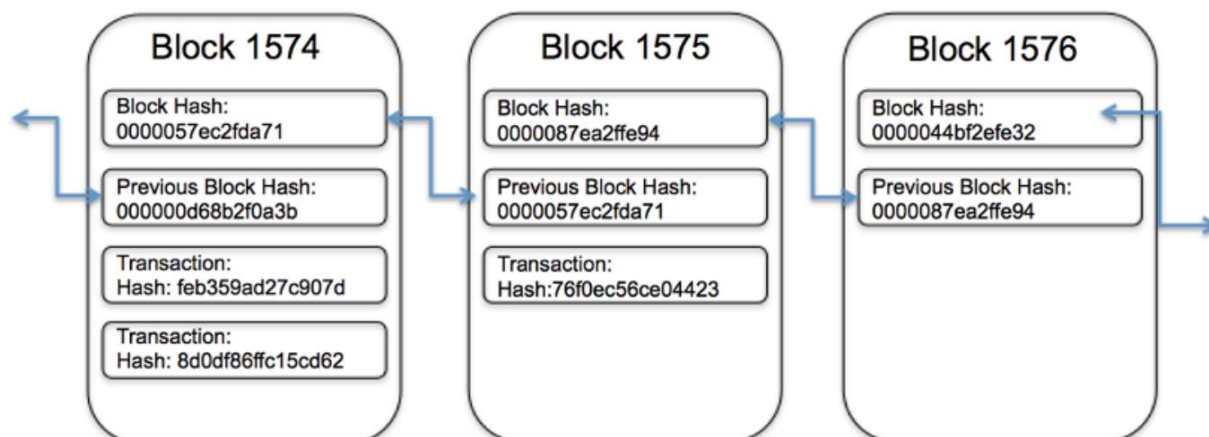 Block 1574
Block Hash:
0000057ec2fda71
Previous Block Hash:
000000d68b2f0a3b
Transaction:
Hash: feb359ad27c907d
Transaction:
Hash: 8d0df86ffc15cd62
Block 1575
Block Hash:
0000087ea2ffe94
Previous Block Hash:
0000057ec2fda71
Transaction:
Hash:76f0ec56ce04423
Block 1576
Block Hash:
0000044bf2efe32
Previous Block Hash:
0000087ea2ffe94